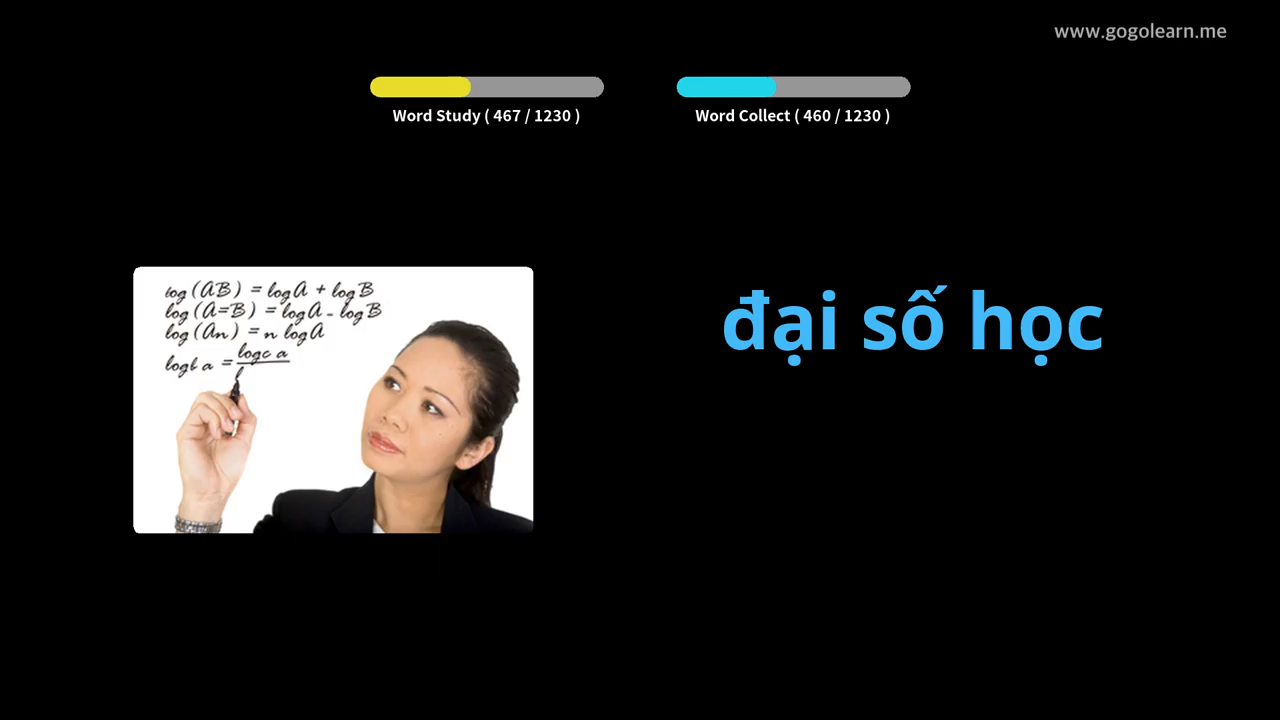 www.gogolearn.me
Word Study ( 467 / 1230 )
Word Collect ( 460 / 1230 )
log (AB) = log A + log B
log (A=B) = log A - log B
log (An) = n log A
logb a = logc a
đại số học